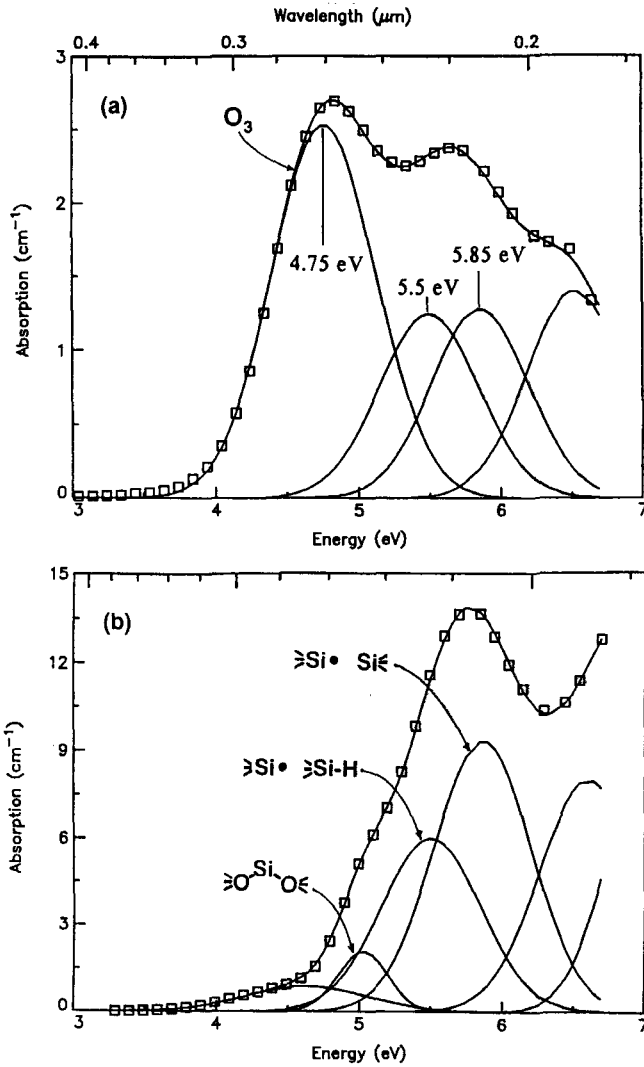 Wavelength (μm)
0.4 0.3 0.2
3
(a)
O3
2
4.75 eV
5.5 eV
5.85 eV
1
0
Absorption (cm⁻¹)
3 4 5 6 7
Energy (eV)
15
(b)
Si• Si
12
9
Si• Si-H
6
Si
O O
3
0
Absorption (cm⁻¹)
3 4 5 6 7
Energy (eV)